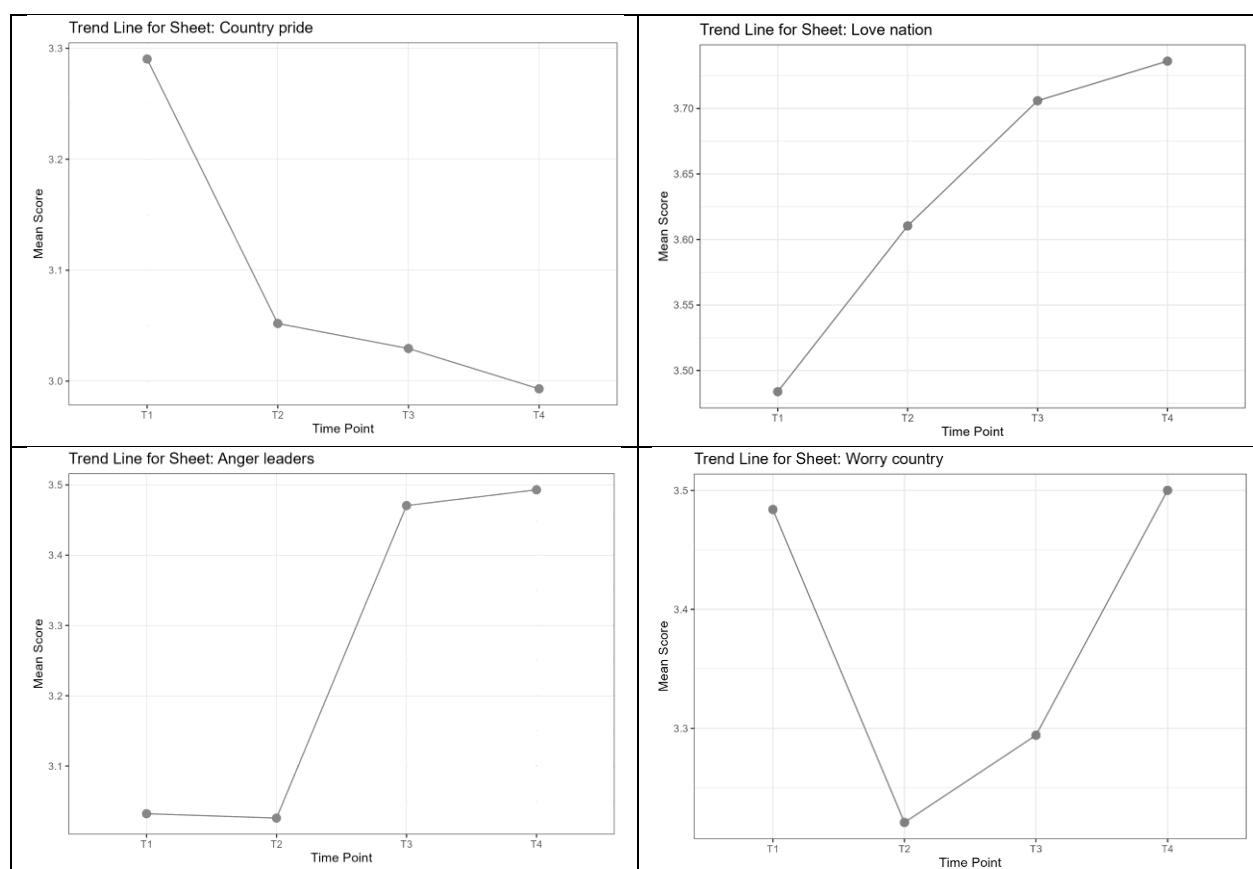 Trend Line for Sheet: Country pride
3.3
3.2
3.1
3.0
Mean Score
T1 T2 T3 T4
Time Point
Trend Line for Sheet: Love nation
3.70
3.65
3.60
3.55
3.50
Mean Score
T1 T2 T3 T4
Time Point
Trend Line for Sheet: Anger leaders
3.5
3.4
3.3
3.2
3.1
Mean Score
T1 T2 T3 T4
Time Point
Trend Line for Sheet: Worry country
3.5
3.4
3.3
Mean Score
T1 T2 T3 T4
Time Point